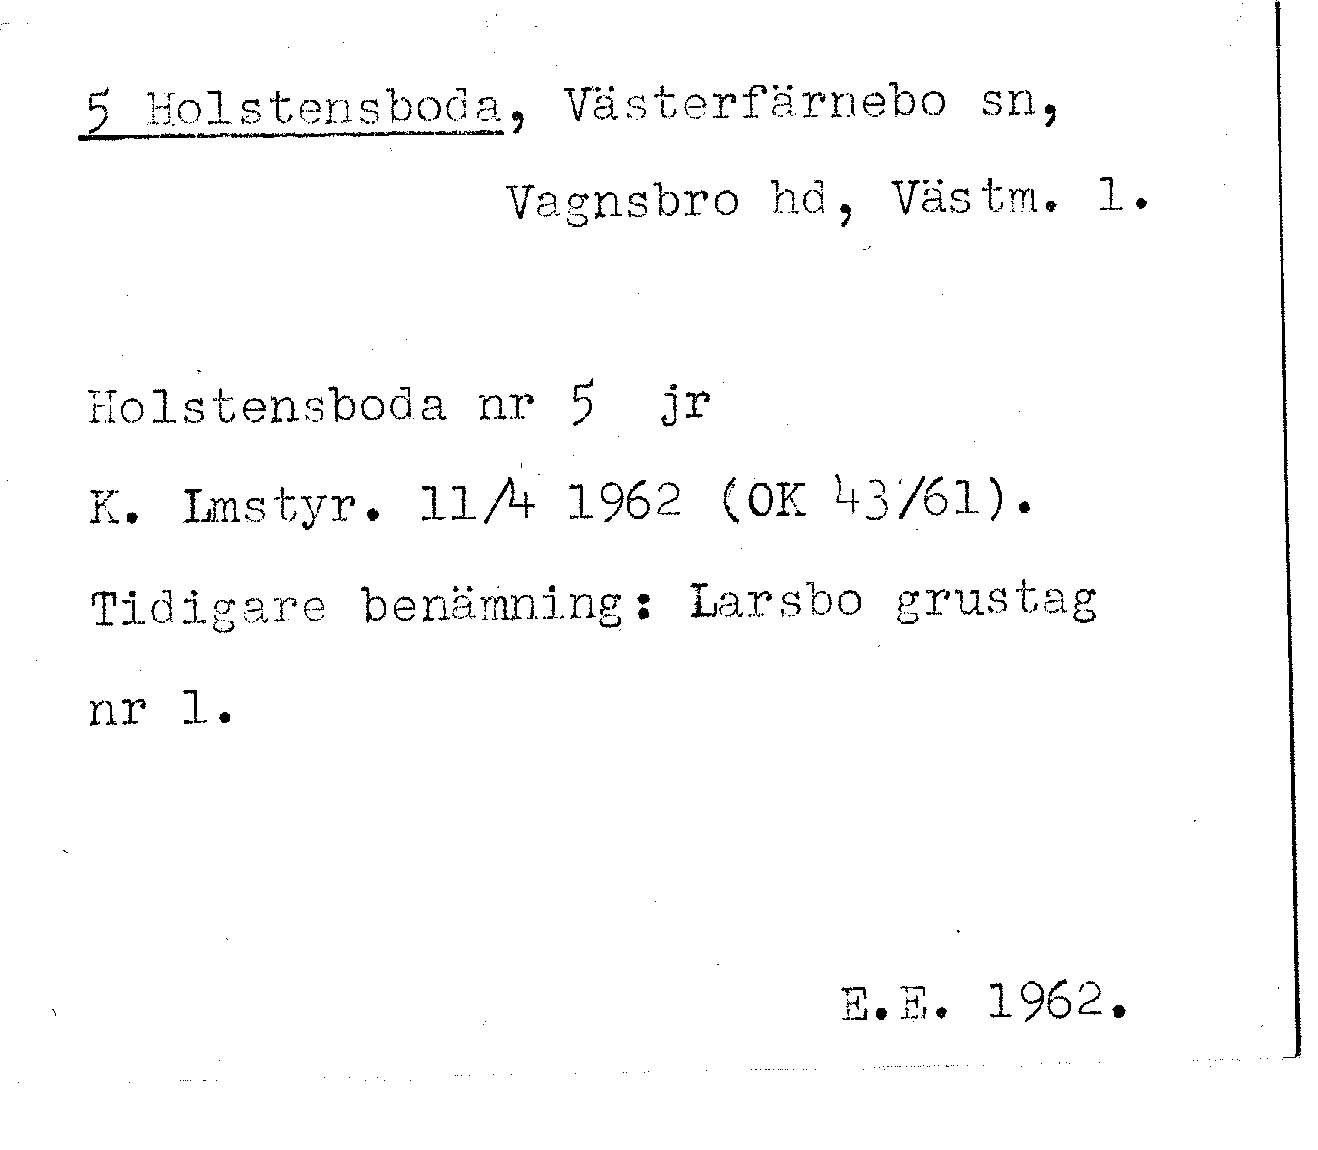 5 Holstensboda, Västerfärnebo sn,
Vagnsbro hd, Västm. l.
Holstensboda nr 5 jr
K. Lmstyr. 11/4 1962 (OK 43/61).
Tidigare benämning: Larsbo grustag
nr 1.
E.E. 1962.